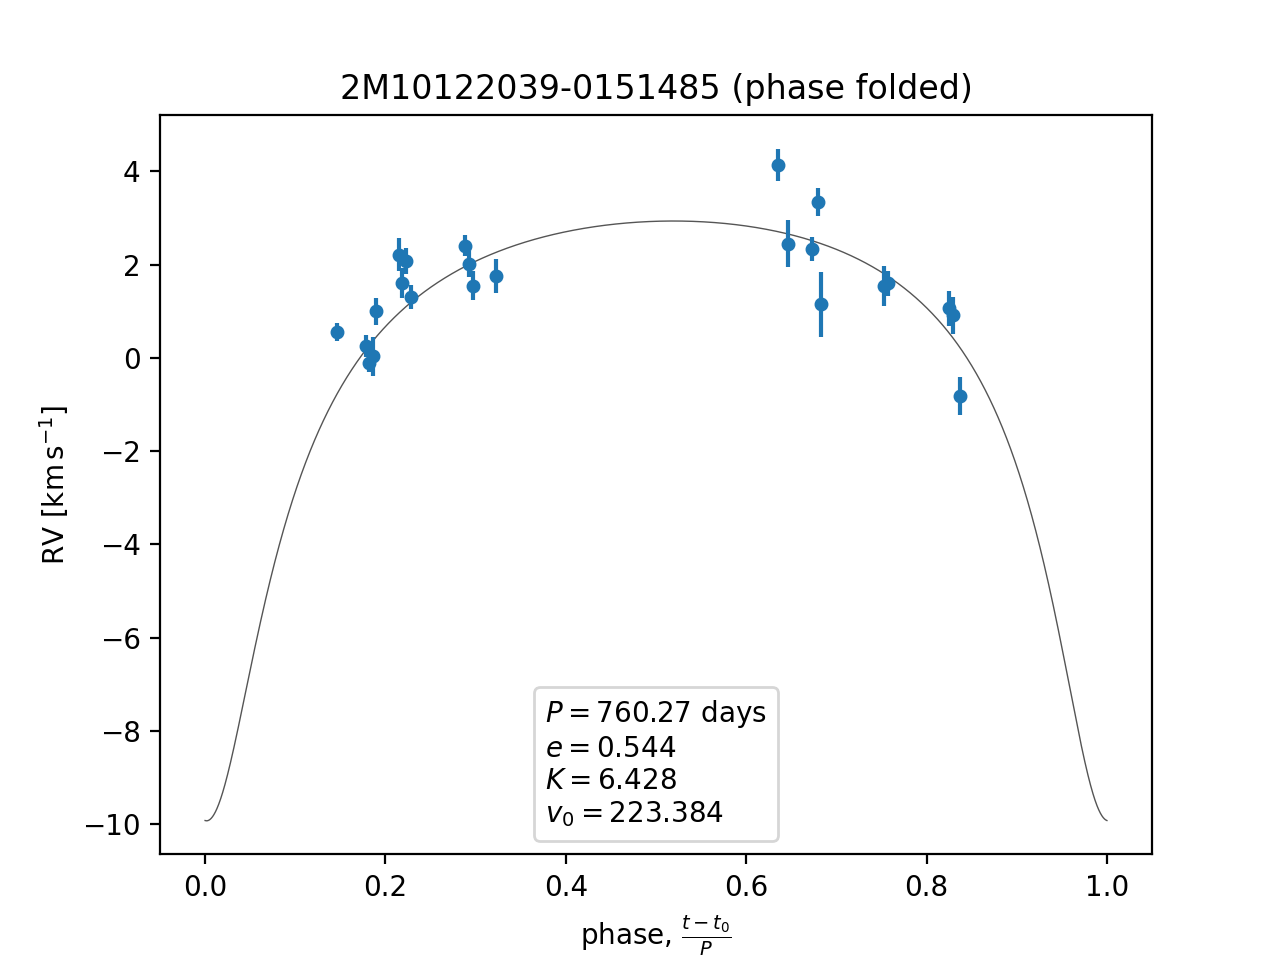 2M10122039-0151485 (phase folded)
4
2
0
−2
−4
−6
−8
−10
RV [km s⁻¹]
P = 760.27 days
e = 0.544
K = 6.428
v₀ = 223.384
0.0 0.2 0.4 0.6 0.8 1.0
phase, (t − t₀)/P